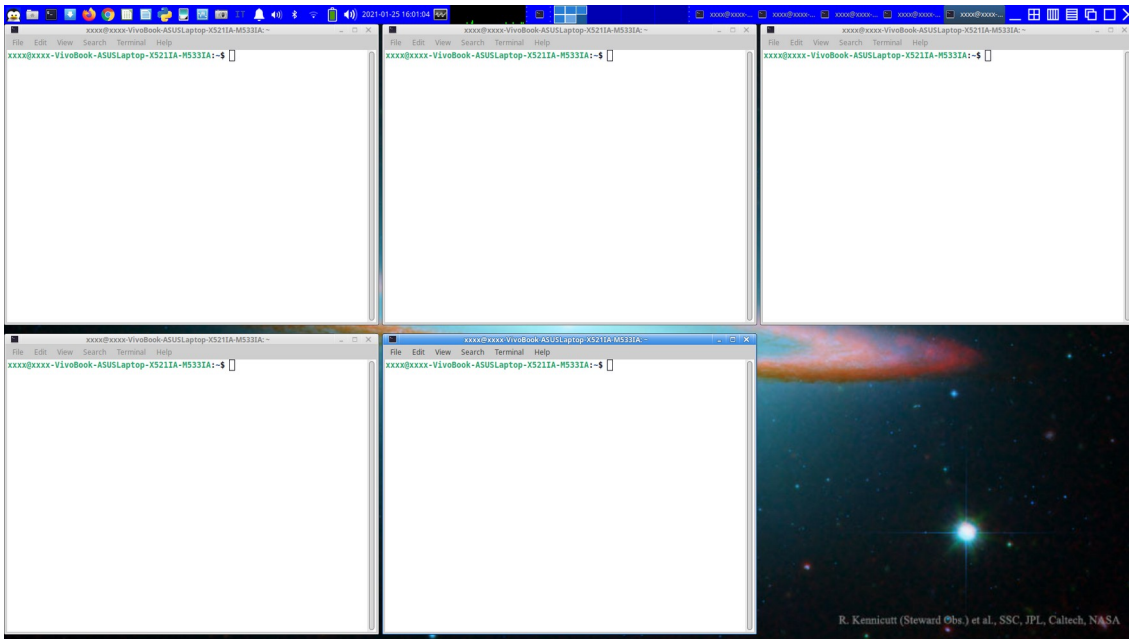 IT 2021-01-25 16:01:04 xxxx@xxxx-... xxxx@xxxx-... xxxx@xxxx-... xxxx@xxxx-... xxxx@xxxx-...
xxxx@xxxx-VivoBook-ASUSLaptop-X521IA-M533IA: ~
File Edit View Search Terminal Help
xxxx@xxxx-VivoBook-ASUSLaptop-X521IA-M533IA:~$
xxxx@xxxx-VivoBook-ASUSLaptop-X521IA-M533IA: ~
File Edit View Search Terminal Help
xxxx@xxxx-VivoBook-ASUSLaptop-X521IA-M533IA:~$
xxxx@xxxx-VivoBook-ASUSLaptop-X521IA-M533IA: ~
File Edit View Search Terminal Help
xxxx@xxxx-VivoBook-ASUSLaptop-X521IA-M533IA:~$
xxxx@xxxx-VivoBook-ASUSLaptop-X521IA-M533IA: ~
File Edit View Search Terminal Help
xxxx@xxxx-VivoBook-ASUSLaptop-X521IA-M533IA:~$
xxxx@xxxx-VivoBook-ASUSLaptop-X521IA-M533IA: ~
File Edit View Search Terminal Help
xxxx@xxxx-VivoBook-ASUSLaptop-X521IA-M533IA:~$
R. Kennicutt (Steward Obs.) et al., SSC, JPL, Caltech, NASA